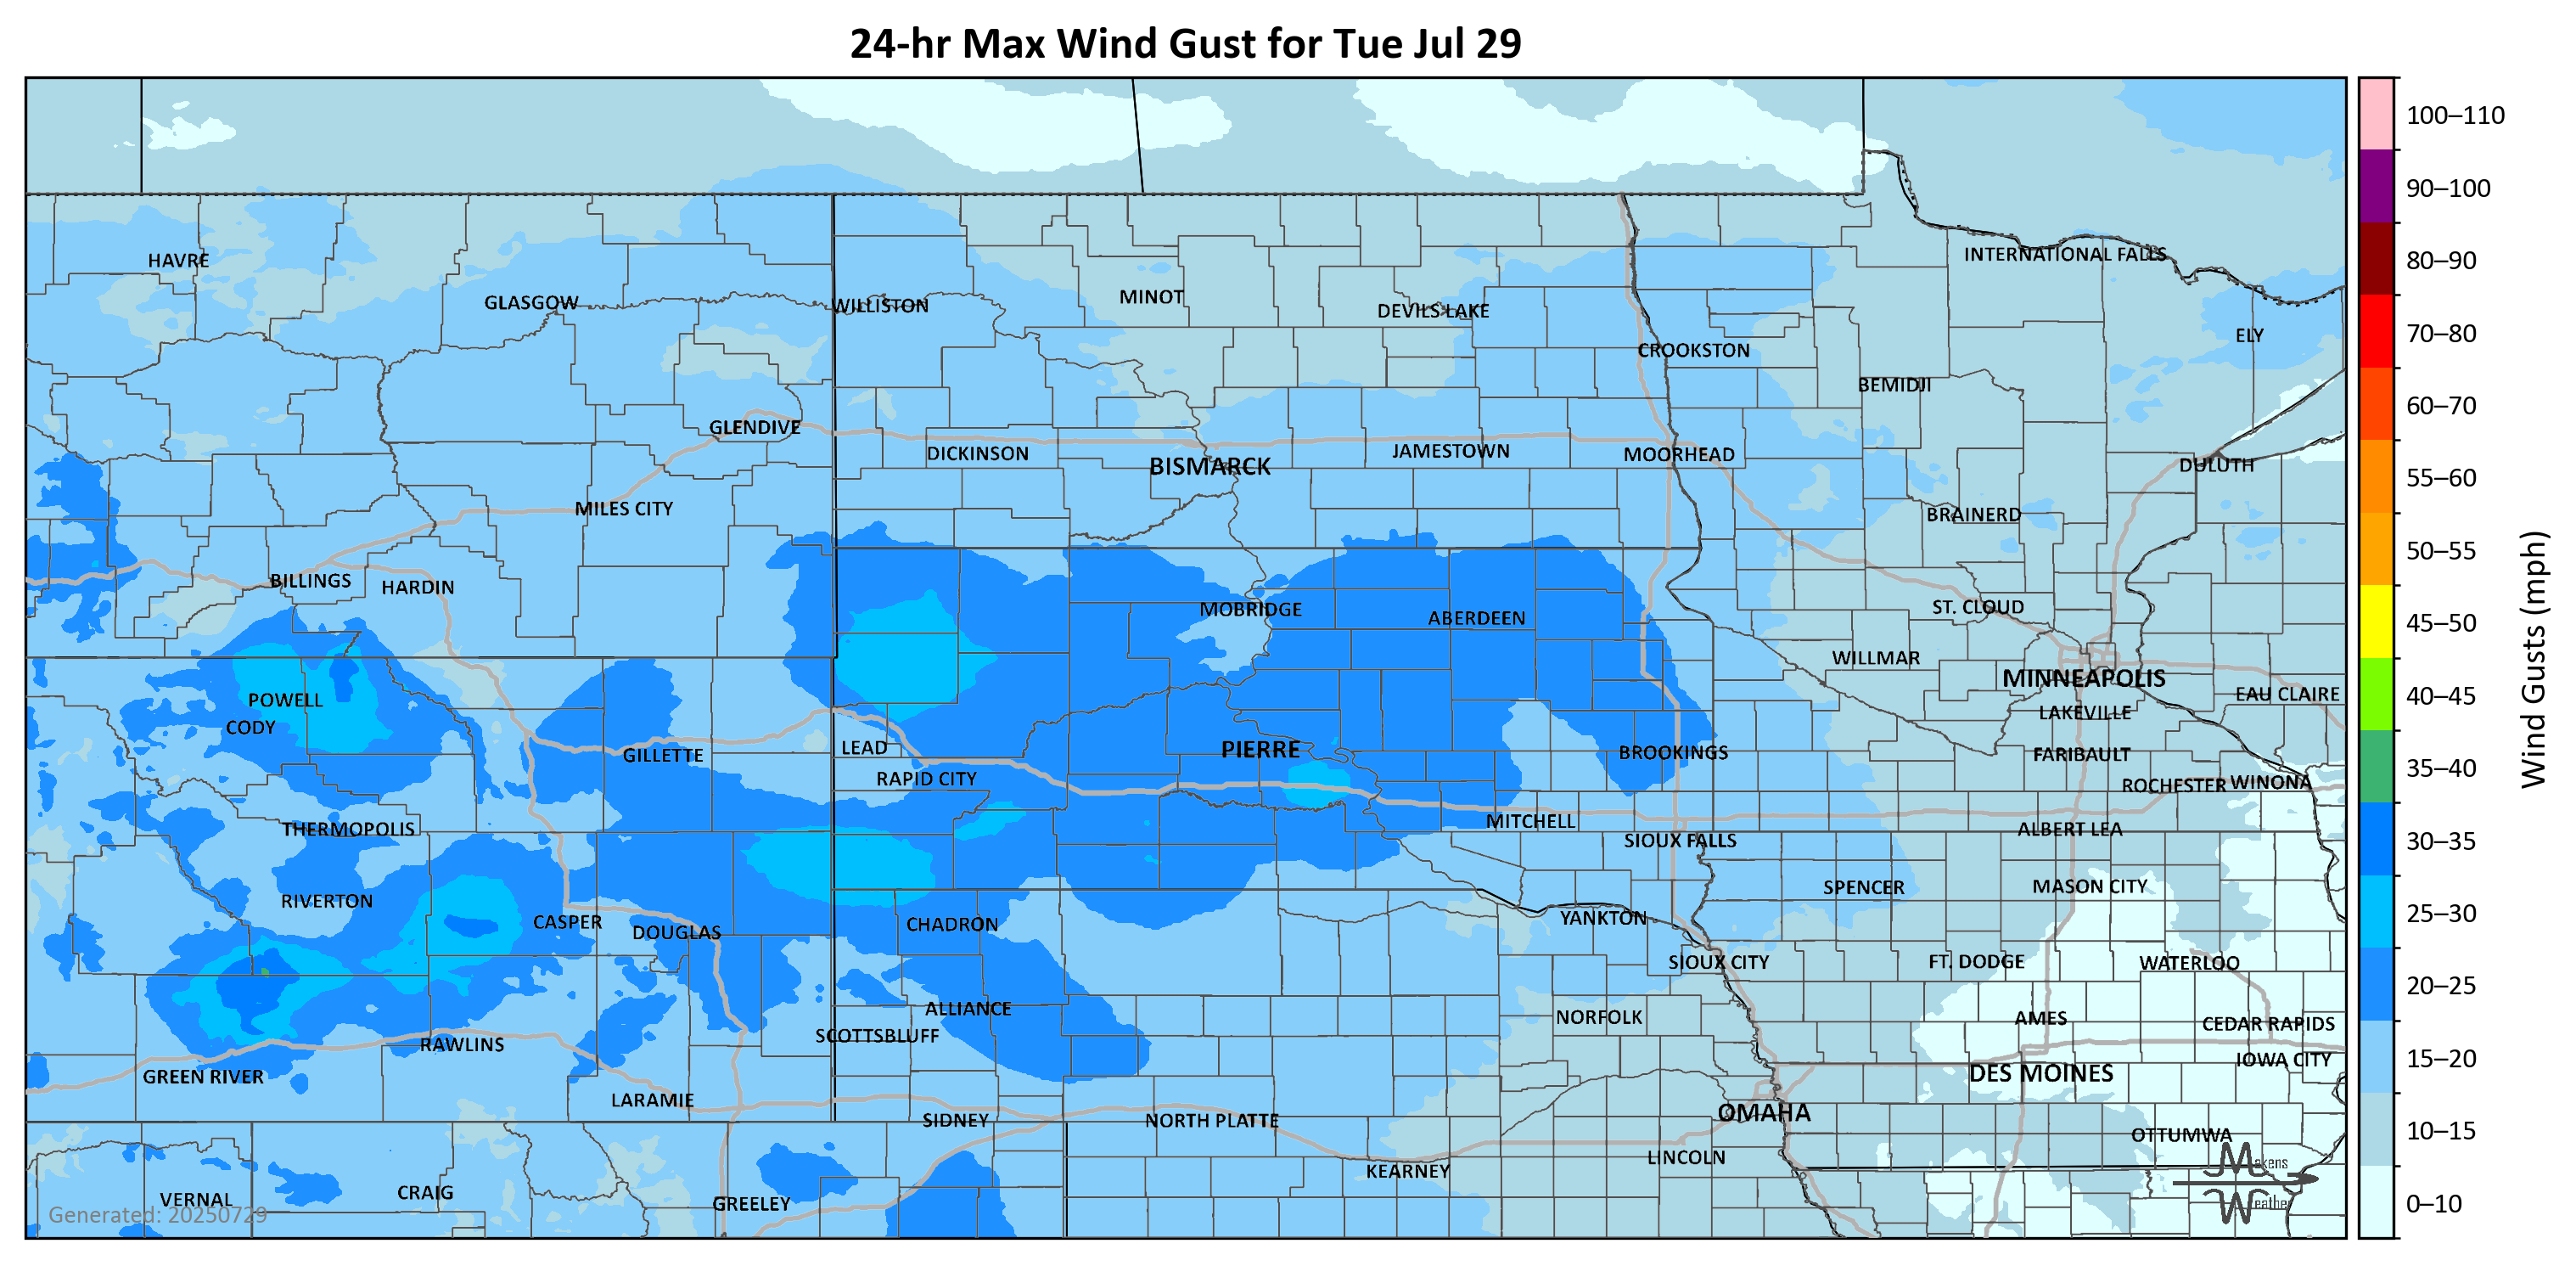 24-hr Max Wind Gust for Tue Jul 29
100–110
90–100
80–90
70–80
60–70
55–60
50–55
45–50
40–45
35–40
30–35
25–30
20–25
15–20
10–15
0–10
Wind Gusts (mph)
INTERNATIONAL FALLS
HAVRE
MINOT
GLASGOW
WILLISTON
DEVILS LAKE
ELY
CROOKSTON
BEMIDJI
GLENDIVE
DICKINSON
JAMESTOWN
MOORHEAD
BISMARCK
DULUTH
MILES CITY
BRAINERD
BILLINGS
HARDIN
MOBRIDGE
ABERDEEN
ST. CLOUD
WILLMAR
MINNEAPOLIS
POWELL
EAU CLAIRE
LAKEVILLE
CODY
LEAD
PIERRE
BROOKINGS
GILLETTE
FARIBAULT
RAPID CITY
ROCHESTER
WINONA
MITCHELL
THERMOPOLIS
ALBERT LEA
SIOUX FALLS
SPENCER
MASON CITY
RIVERTON
CASPER
CHADRON
YANKTON
DOUGLAS
SIOUX CITY
FT. DODGE
WATERLOO
ALLIANCE
NORFOLK
AMES
CEDAR RAPIDS
SCOTTSBLUFF
RAWLINS
IOWA CITY
GREEN RIVER
DES MOINES
LARAMIE
OMAHA
SIDNEY
NORTH PLATTE
OTTUMWA
LINCOLN
KEARNEY
Makens
Weather
VERNAL
CRAIG
GREELEY
Generated: 20250729